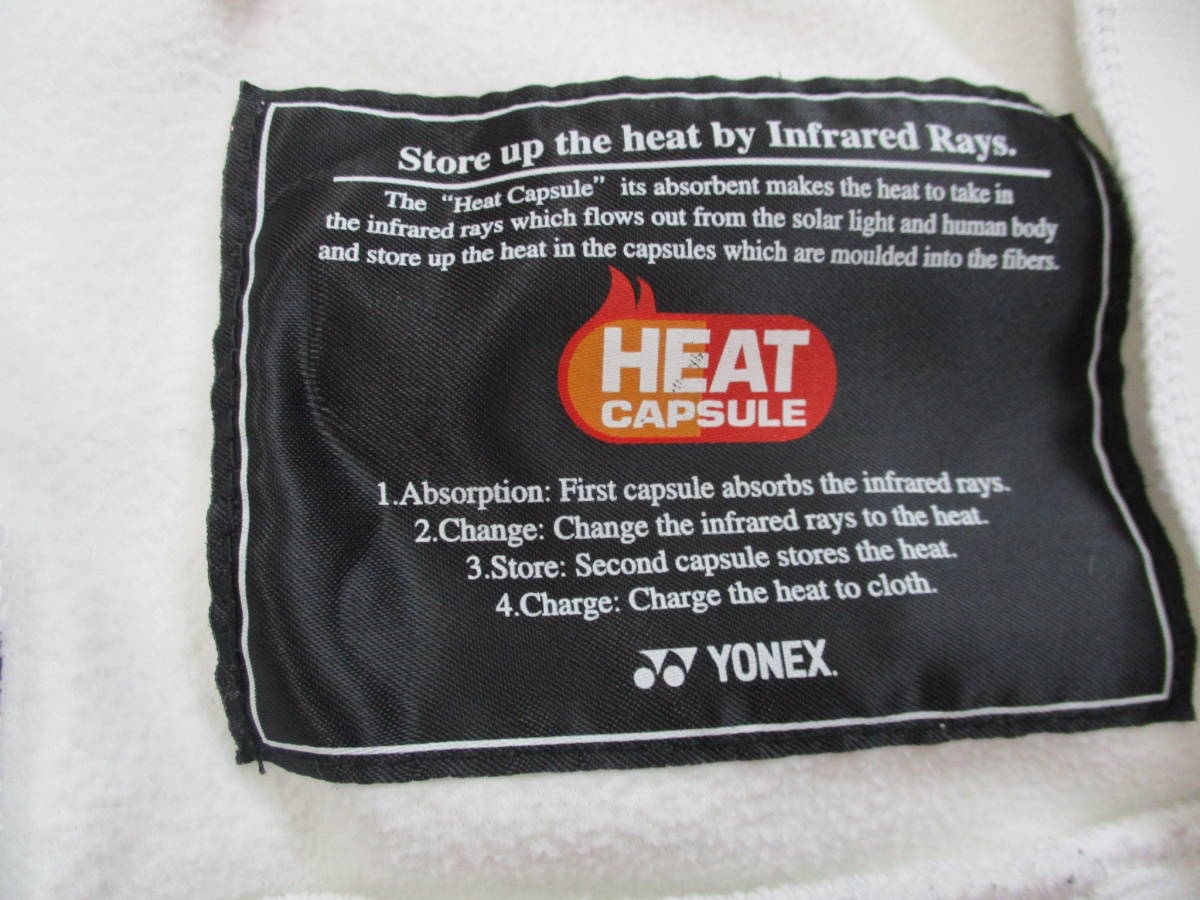 Store up the heat by Infrared Rays.
The "Heat Capsule" its absorbent makes the heat to take in
the infrared rays which flows out from the solar light and human body
and store up the heat in the capsules which are moulded into the fibers.
HEAT
CAPSULE
1.Absorption: First capsule absorbs the infrared rays.
2.Change: Change the infrared rays to the heat.
3.Store: Second capsule stores the heat.
4.Charge: Charge the heat to cloth.
YONEX.